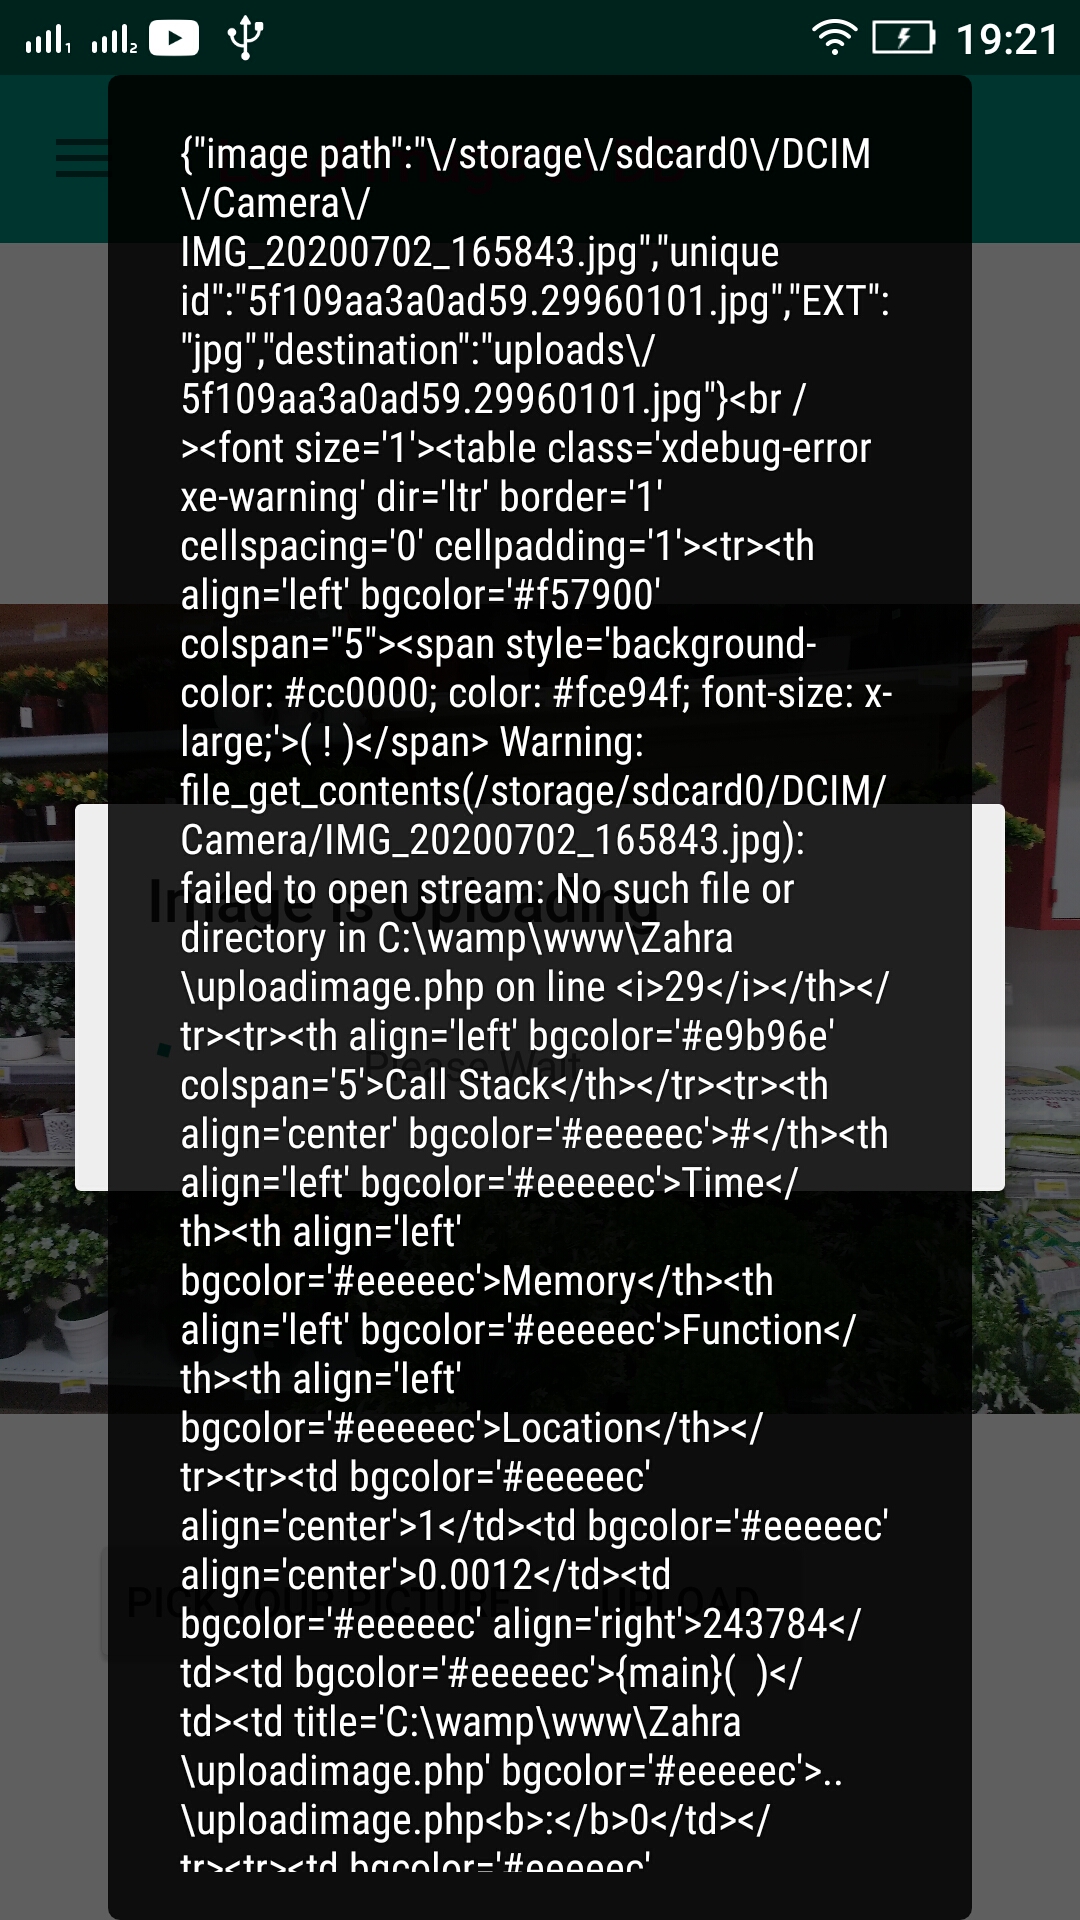 1 2 19:21
{"image path":"\/storage\/sdcard0\/DCIM
\/Camera\/
IMG_20200702_165843.jpg","unique
id":"5f109aa3a0ad59.29960101.jpg","EXT":
"jpg","destination":"uploads\/
5f109aa3a0ad59.29960101.jpg"}<br /
><font size='1'><table class='xdebug-error
xe-warning' dir='ltr' border='1'
cellspacing='0' cellpadding='1'><tr><th
align='left' bgcolor='#f57900'
colspan="5"><span style='background-
color: #cc0000; color: #fce94f; font-size: x-
large;'>( ! )</span> Warning:
file_get_contents(/storage/sdcard0/DCIM/
Camera/IMG_20200702_165843.jpg):
failed to open stream: No such file or
Image is Uploading
directory in C:\wamp\www\Zahra
\uploadimage.php on line <i>29</i></th></
tr><tr><th align='left' bgcolor='#e9b96e'
Please Wait
colspan='5'>Call Stack</th></tr><tr><th
align='center' bgcolor='#eeeeec'>#</th><th
align='left' bgcolor='#eeeeec'>Time</
th><th align='left'
bgcolor='#eeeeec'>Memory</th><th
align='left' bgcolor='#eeeeec'>Function</
th><th align='left'
bgcolor='#eeeeec'>Location</th></
tr><tr><td bgcolor='#eeeeec'
align='center'>1</td><td bgcolor='#eeeeec'
align='center'>0.0012</td><td
PICK YOUR PICTURE UPLOAD
bgcolor='#eeeeec' align='right'>243784</
td><td bgcolor='#eeeeec'>{main}(  )</
td><td title='C:\wamp\www\Zahra
\uploadimage.php' bgcolor='#eeeeec'>..
\uploadimage.php<b>:</b>0</td></
tr><tr><td bgcolor='#eeeeec'